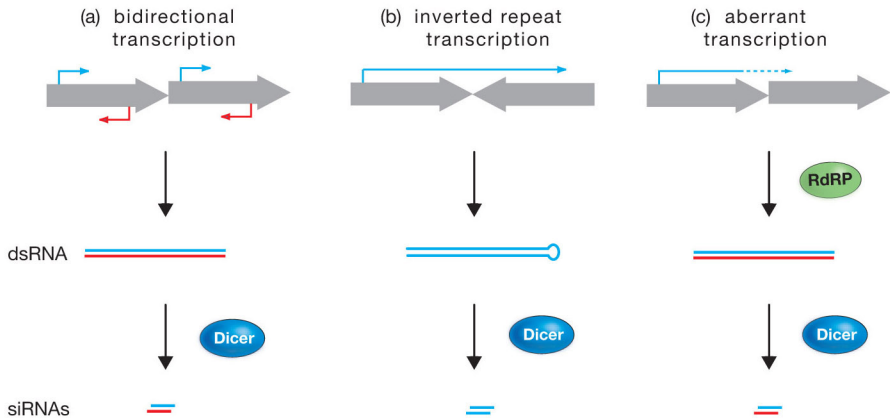 (a) bidirectional
transcription
(b) inverted repeat
transcription
(c) aberrant
transcription
RdRP
dsRNA
Dicer
Dicer
Dicer
siRNAs